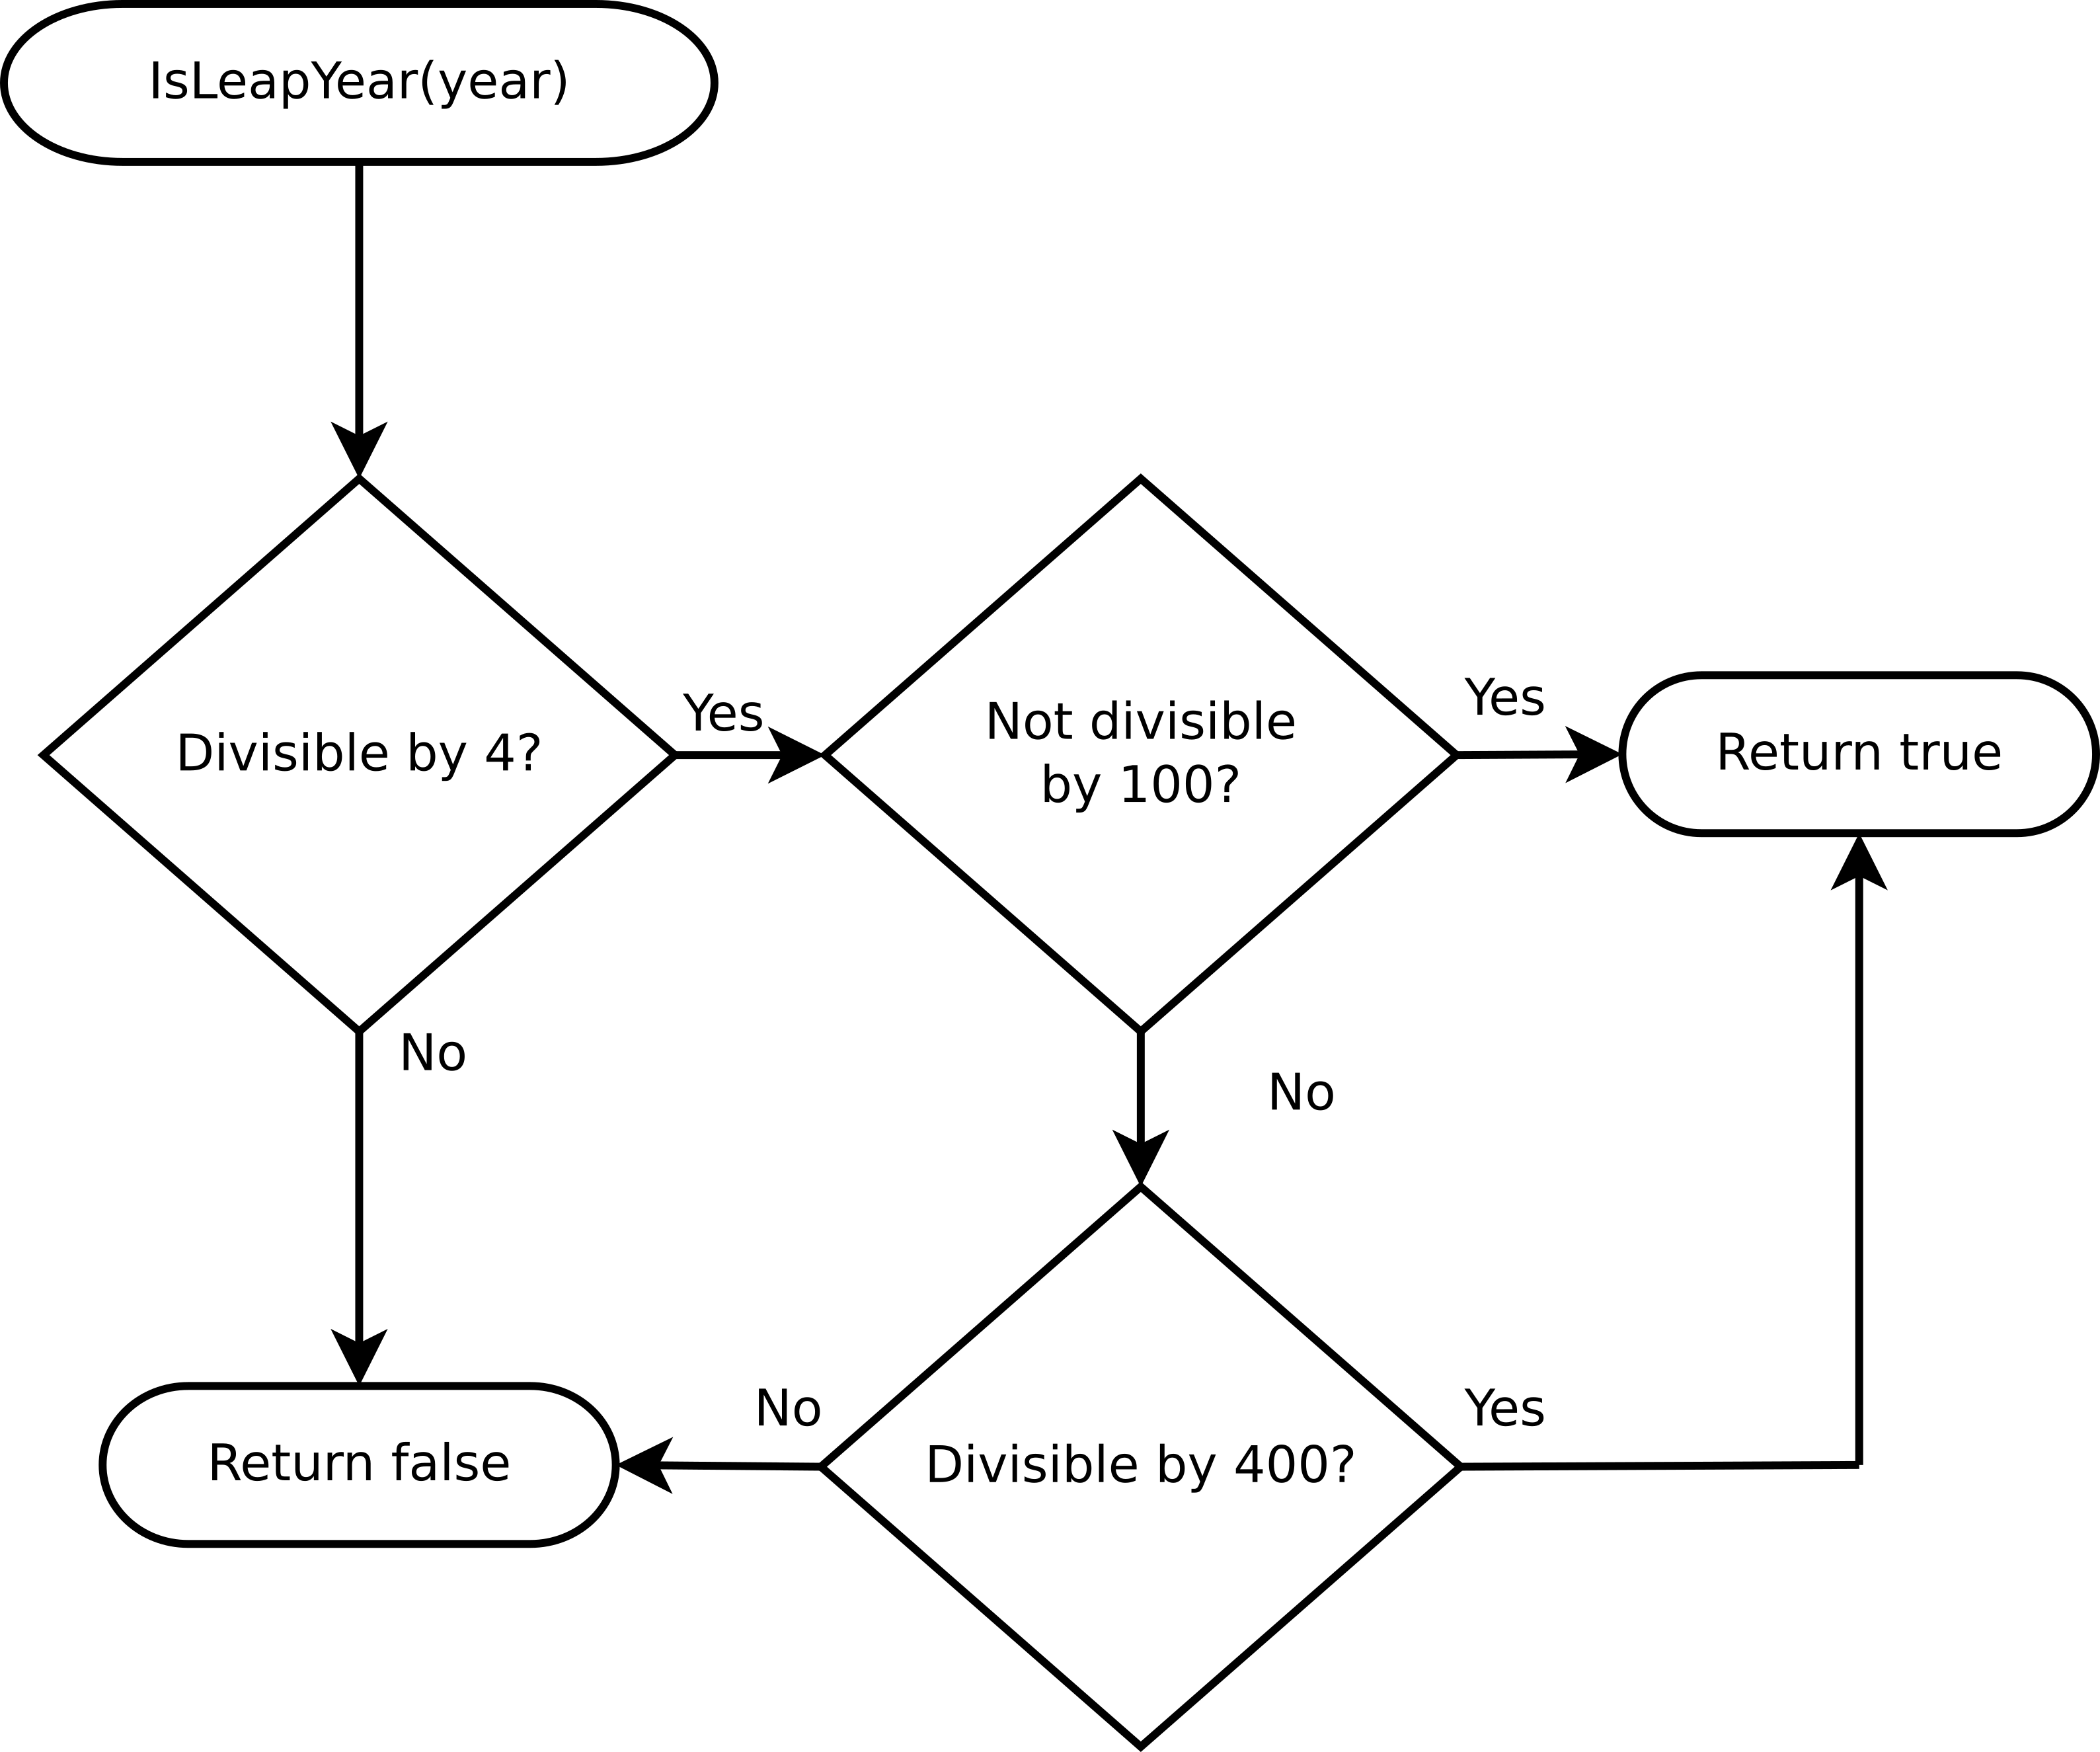 IsLeapYear(year)
Divisible by 4?
Yes
Not divisible
by 100?
Yes
Return true
No
No
Return false
No
Divisible by 400?
Yes